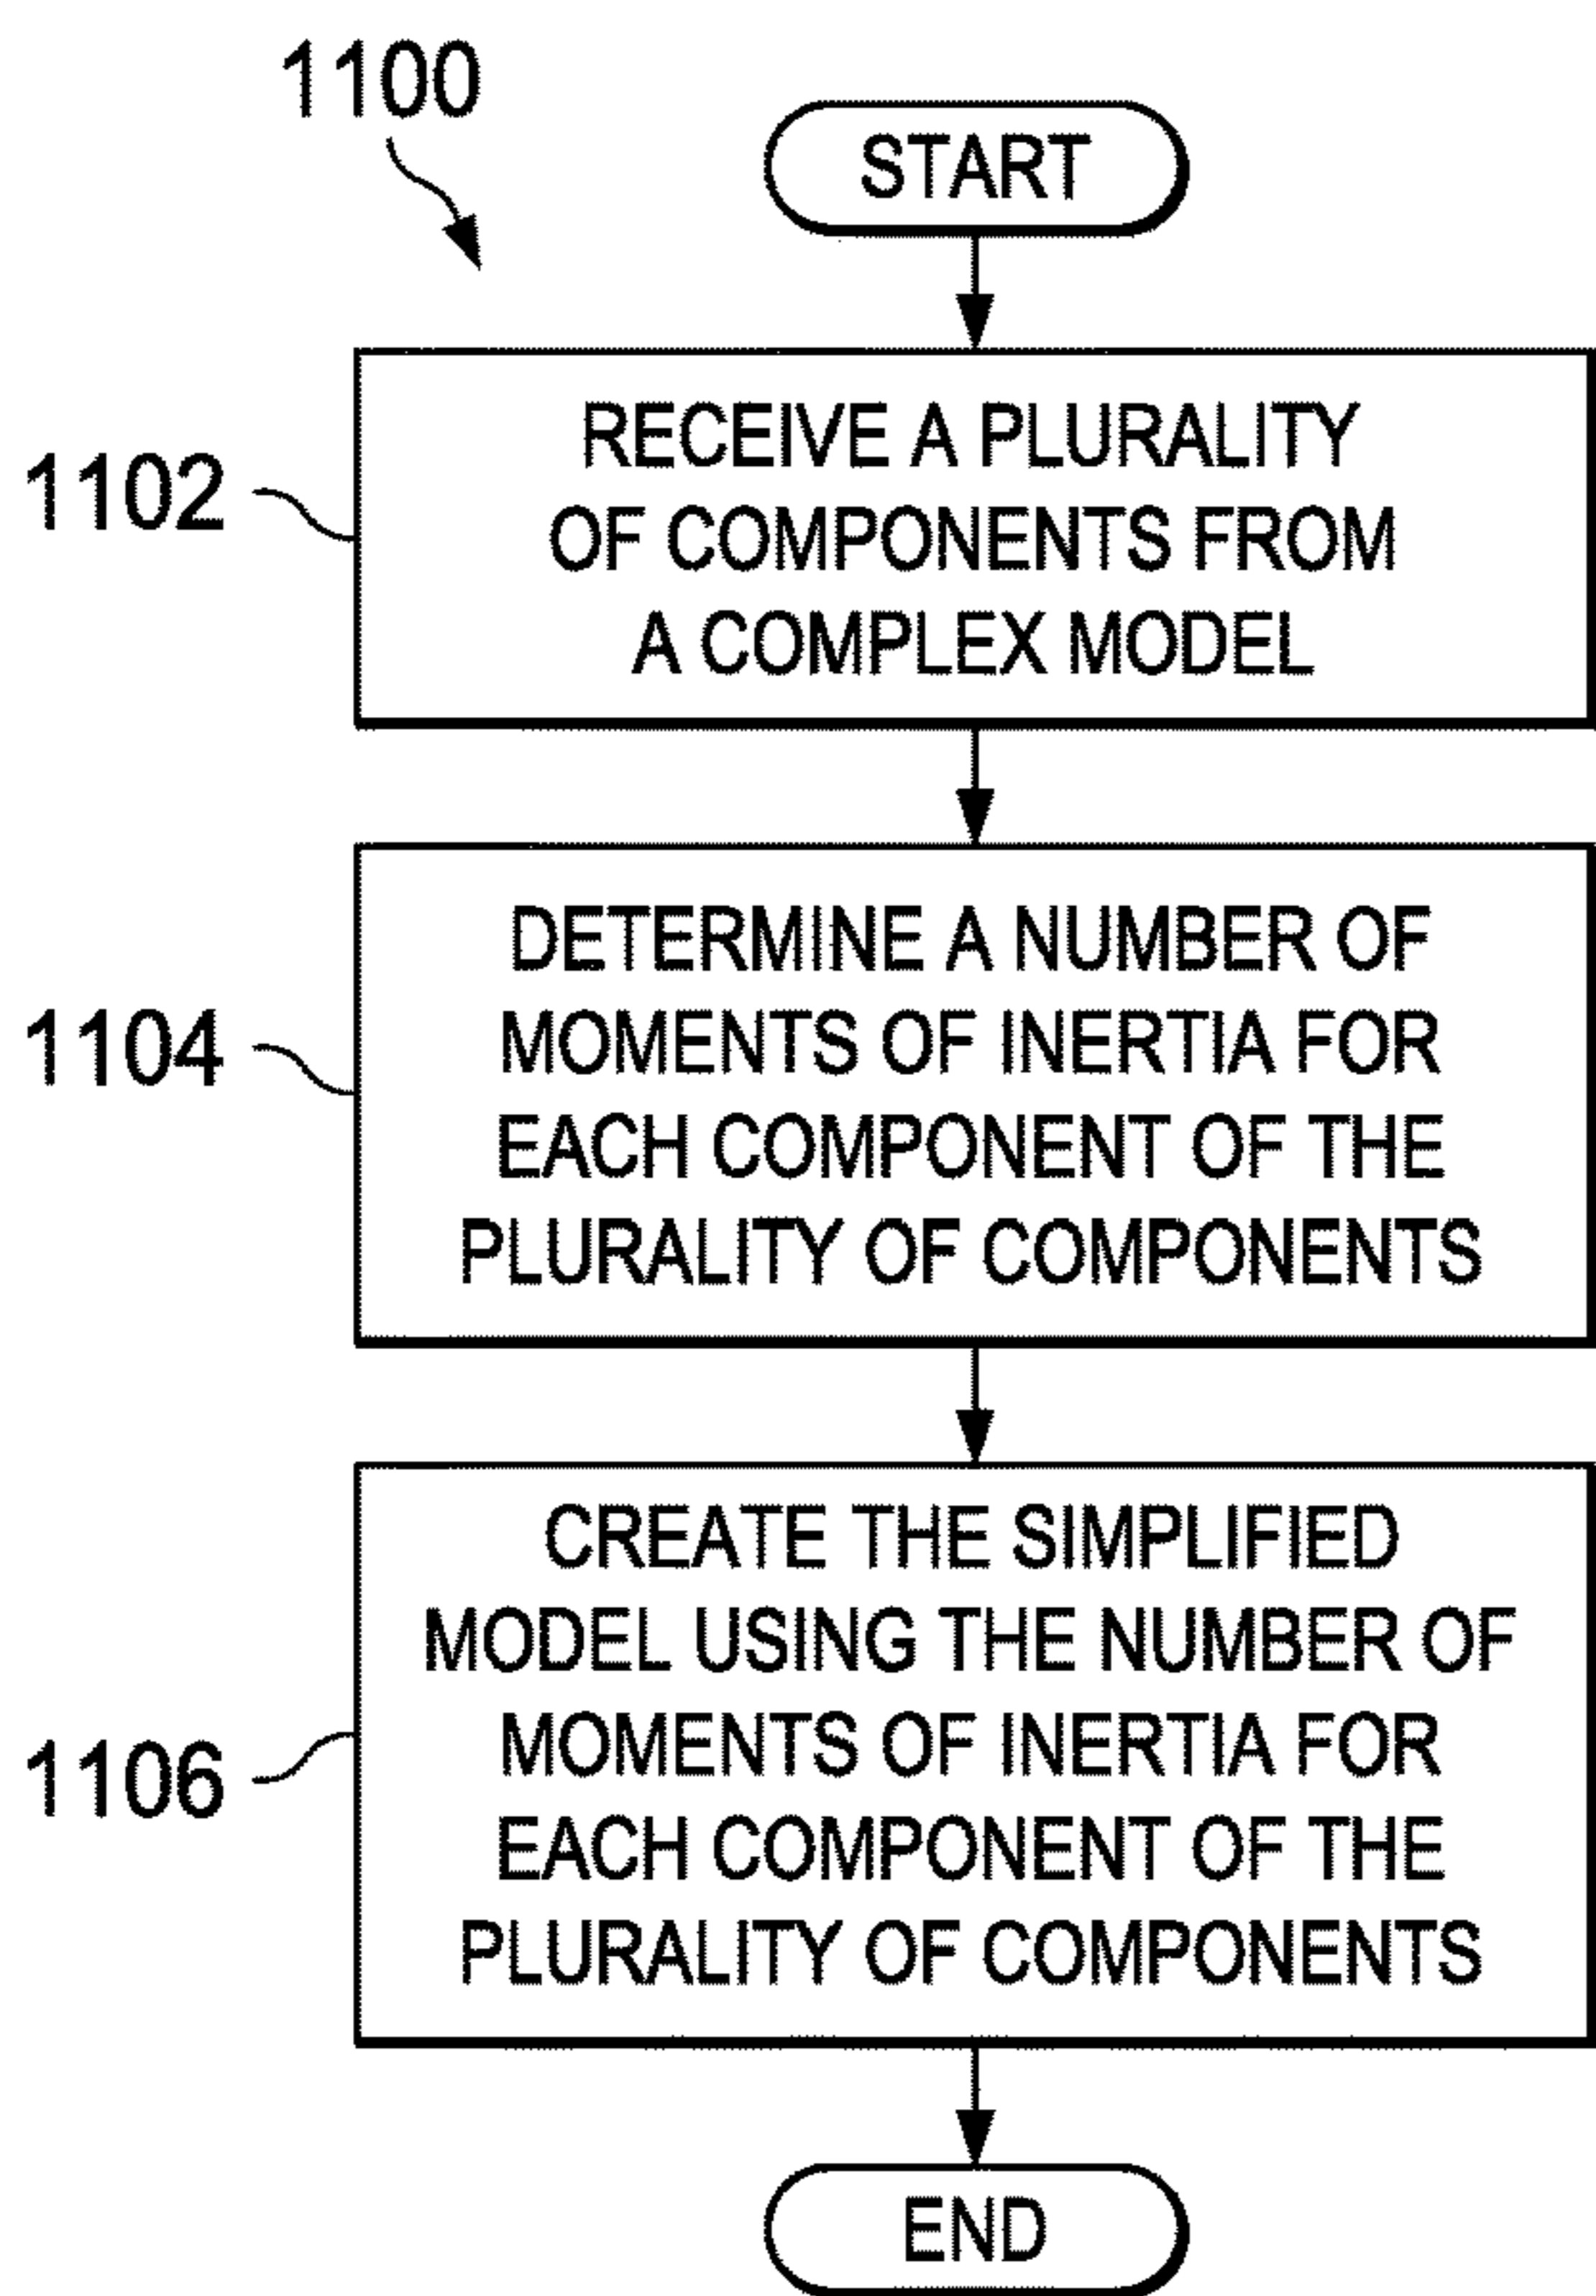 1100
START
1102
RECEIVE A PLURALITY
OF COMPONENTS FROM
A COMPLEX MODEL
1104
DETERMINE A NUMBER OF
MOMENTS OF INERTIA FOR
EACH COMPONENT OF THE
PLURALITY OF COMPONENTS
1106
CREATE THE SIMPLIFIED
MODEL USING THE NUMBER OF
MOMENTS OF INERTIA FOR
EACH COMPONENT OF THE
PLURALITY OF COMPONENTS
END